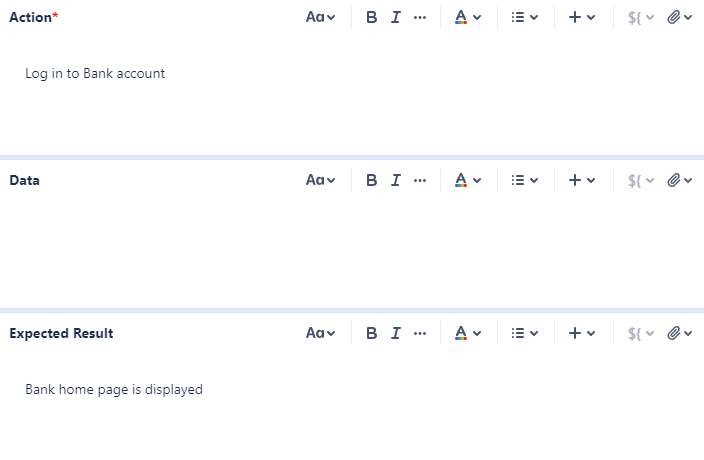 Action* Aa B I ... A + ${
Log in to Bank account
Data Aa B I ... A + ${
Expected Result Aa B I ... A + ${
Bank home page is displayed